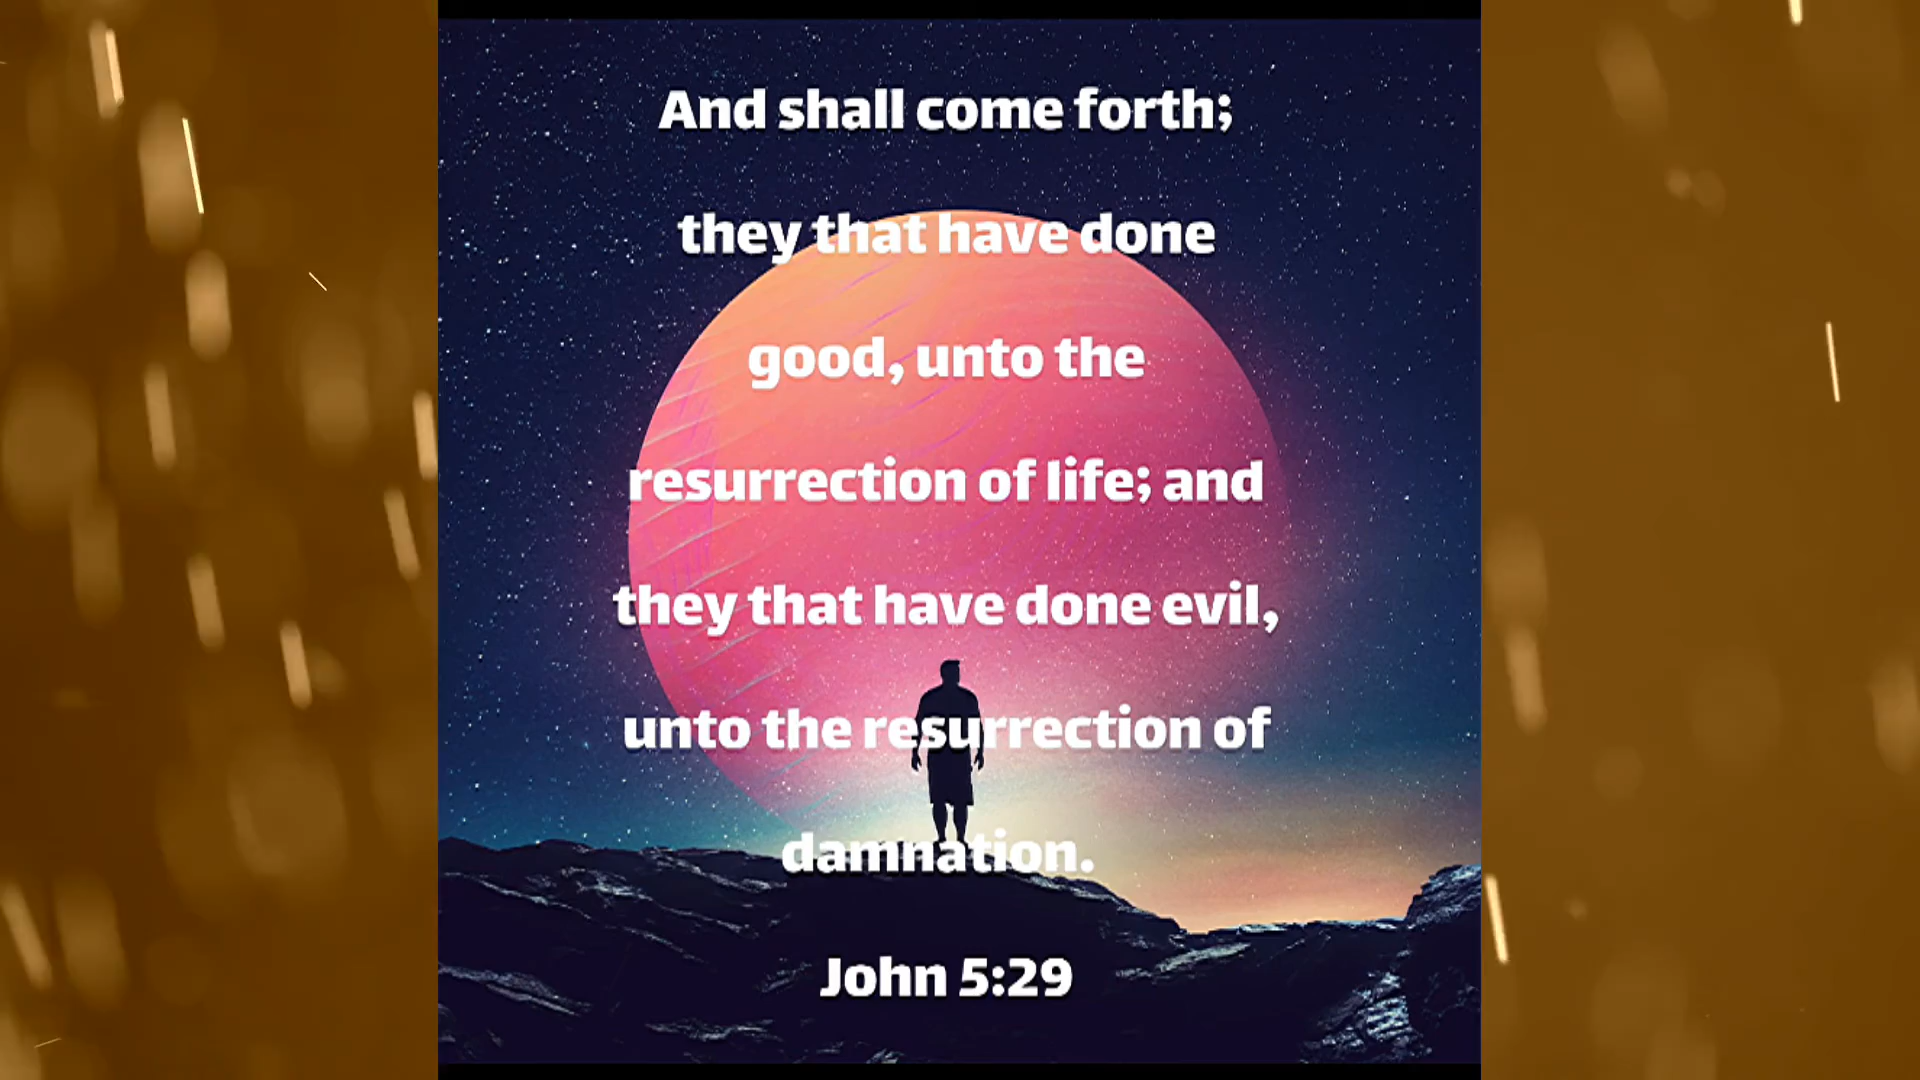 And shall come forth;
they that have done
good, unto the
resurrection of life; and
they that have done evil,
unto the resurrection of
damnation.
John 5:29